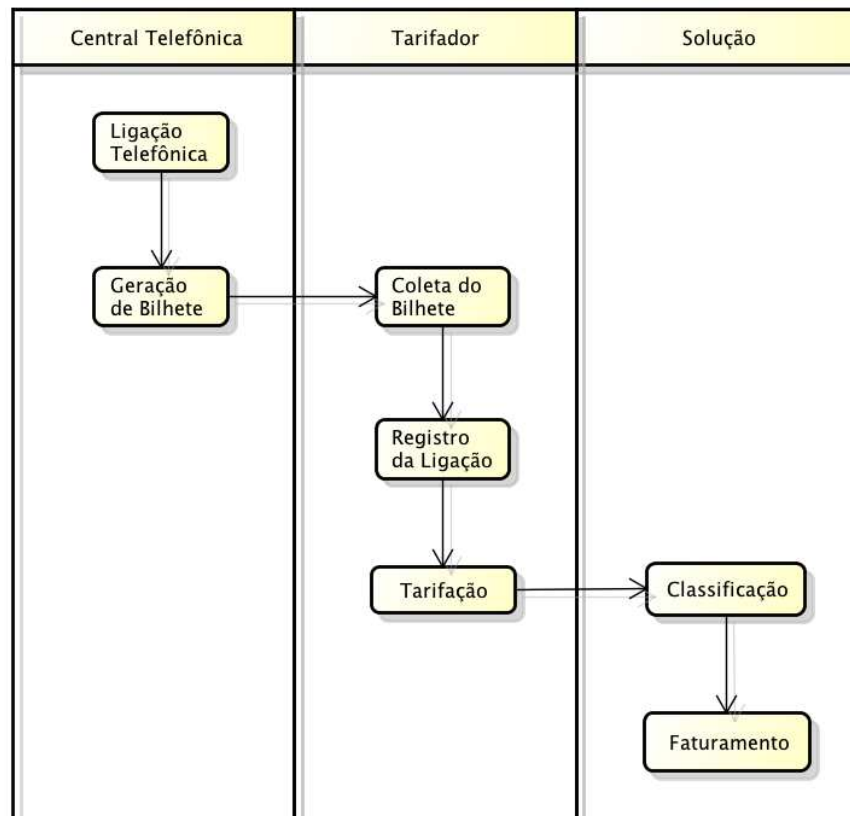 Central Telefônica
Tarifador
Solução
Ligação
Telefônica
Geração
de Bilhete
Coleta do
Bilhete
Registro
da Ligação
Tarifação
Classificação
Faturamento